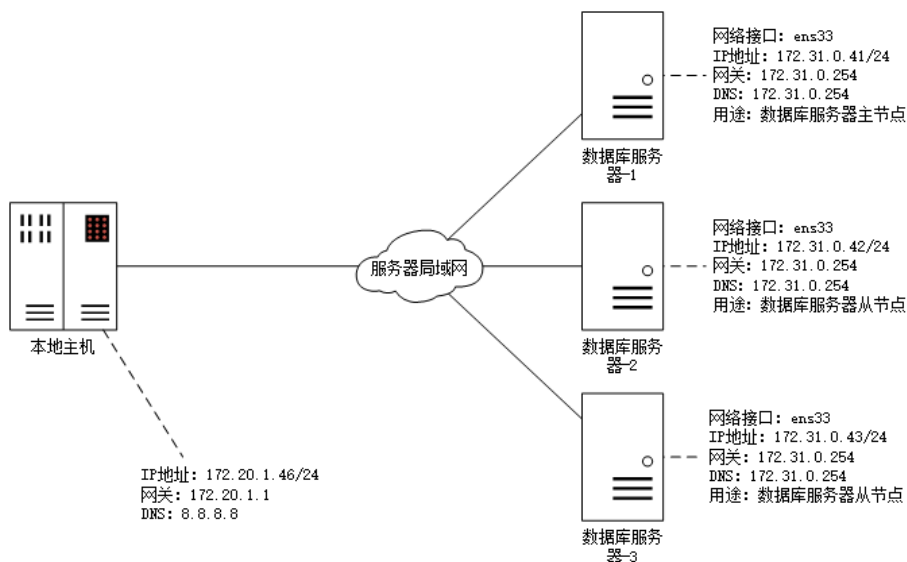 网络接口: ens33
IP地址: 172.31.0.41/24
网关: 172.31.0.254
DNS: 172.31.0.254
用途: 数据库服务器主节点
数据库服务
器-1
网络接口: ens33
IP地址: 172.31.0.42/24
网关: 172.31.0.254
DNS: 172.31.0.254
用途: 数据库服务器从节点
服务器局域网
本地主机
数据库服务
器-2
网络接口: ens33
IP地址: 172.31.0.43/24
网关: 172.31.0.254
DNS: 172.31.0.254
用途: 数据库服务器从节点
IP地址: 172.20.1.46/24
网关: 172.20.1.1
DNS: 8.8.8.8
数据库服务
器-3